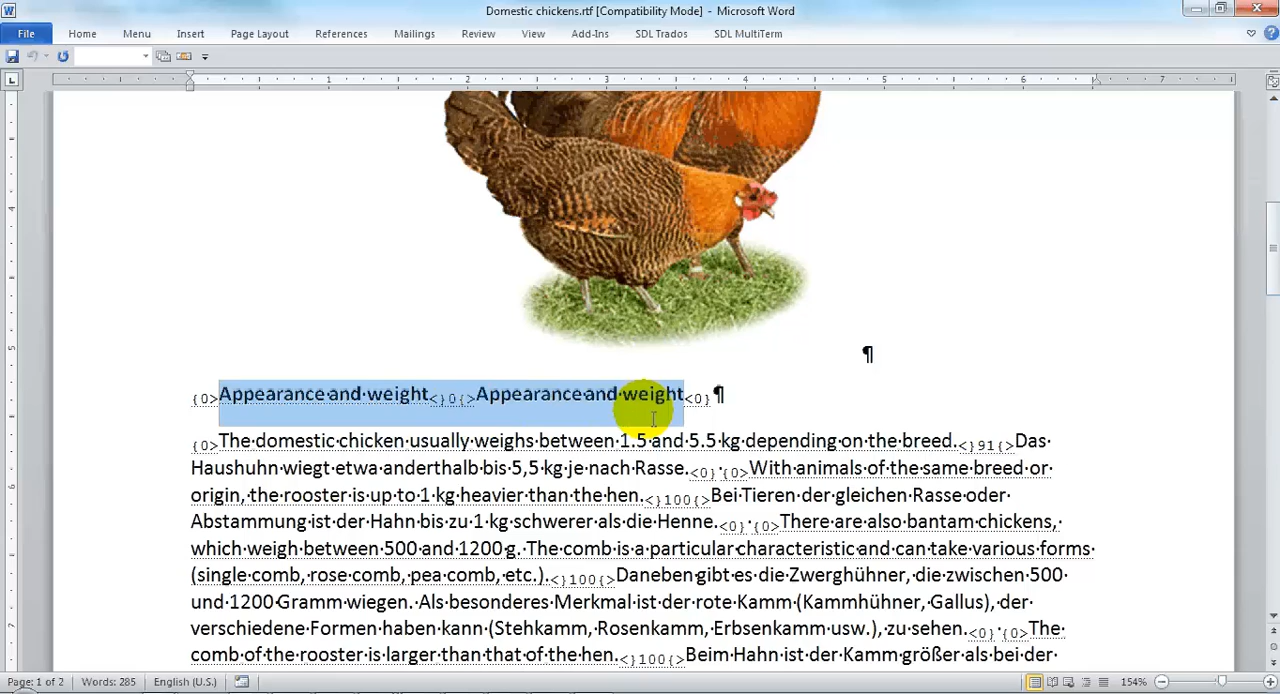 Domestic chickens.rtf [Compatibility Mode] - Microsoft Word
File Home Menu Insert Page Layout References Mailings Review View Add-Ins SDL Trados SDL MultiTerm
1 1 2 3 4 5 6 7
¶
{0>Appearance·and·weight<}0{>Appearance·and·weight<0}¶
{0>The·domestic·chicken·usually·weighs·between·1.5·and·5.5·kg·depending·on·the·breed.<}91{>Das·
Haushuhn·wiegt·etwa·anderthalb·bis·5,5·kg·je·nach·Rasse.<0}·{0>With·animals·of·the·same·breed·or·
origin,·the·rooster·is·up·to·1·kg·heavier·than·the·hen.<}100{>Bei·Tieren·der·gleichen·Rasse·oder·
Abstammung·ist·der·Hahn·bis·zu·1·kg·schwerer·als·die·Henne.<0}·{0>There·are·also·bantam·chickens,·
which·weigh·between·500·and·1200·g.·The·comb·is·a·particular·characteristic·and·can·take·various·forms·
(single·comb,·rose·comb,·pea·comb,·etc.).<}100{>Daneben·gibt·es·die·Zwerghühner,·die·zwischen·500·
und·1200·Gramm·wiegen.·Als·besonderes·Merkmal·ist·der·rote·Kamm·(Kammhühner,·Gallus),·der·
verschiedene·Formen·haben·kann·(Stehkamm,·Rosenkamm,·Erbsenkamm·usw.),·zu·sehen.<0}·{0>The·
comb·of·the·rooster·is·larger·than·that·of·the·hen.<}100{>Beim·Hahn·ist·der·Kamm·größer·als·bei·der·
Page: 1 of 2 Words: 285 English (U.S.) 154%